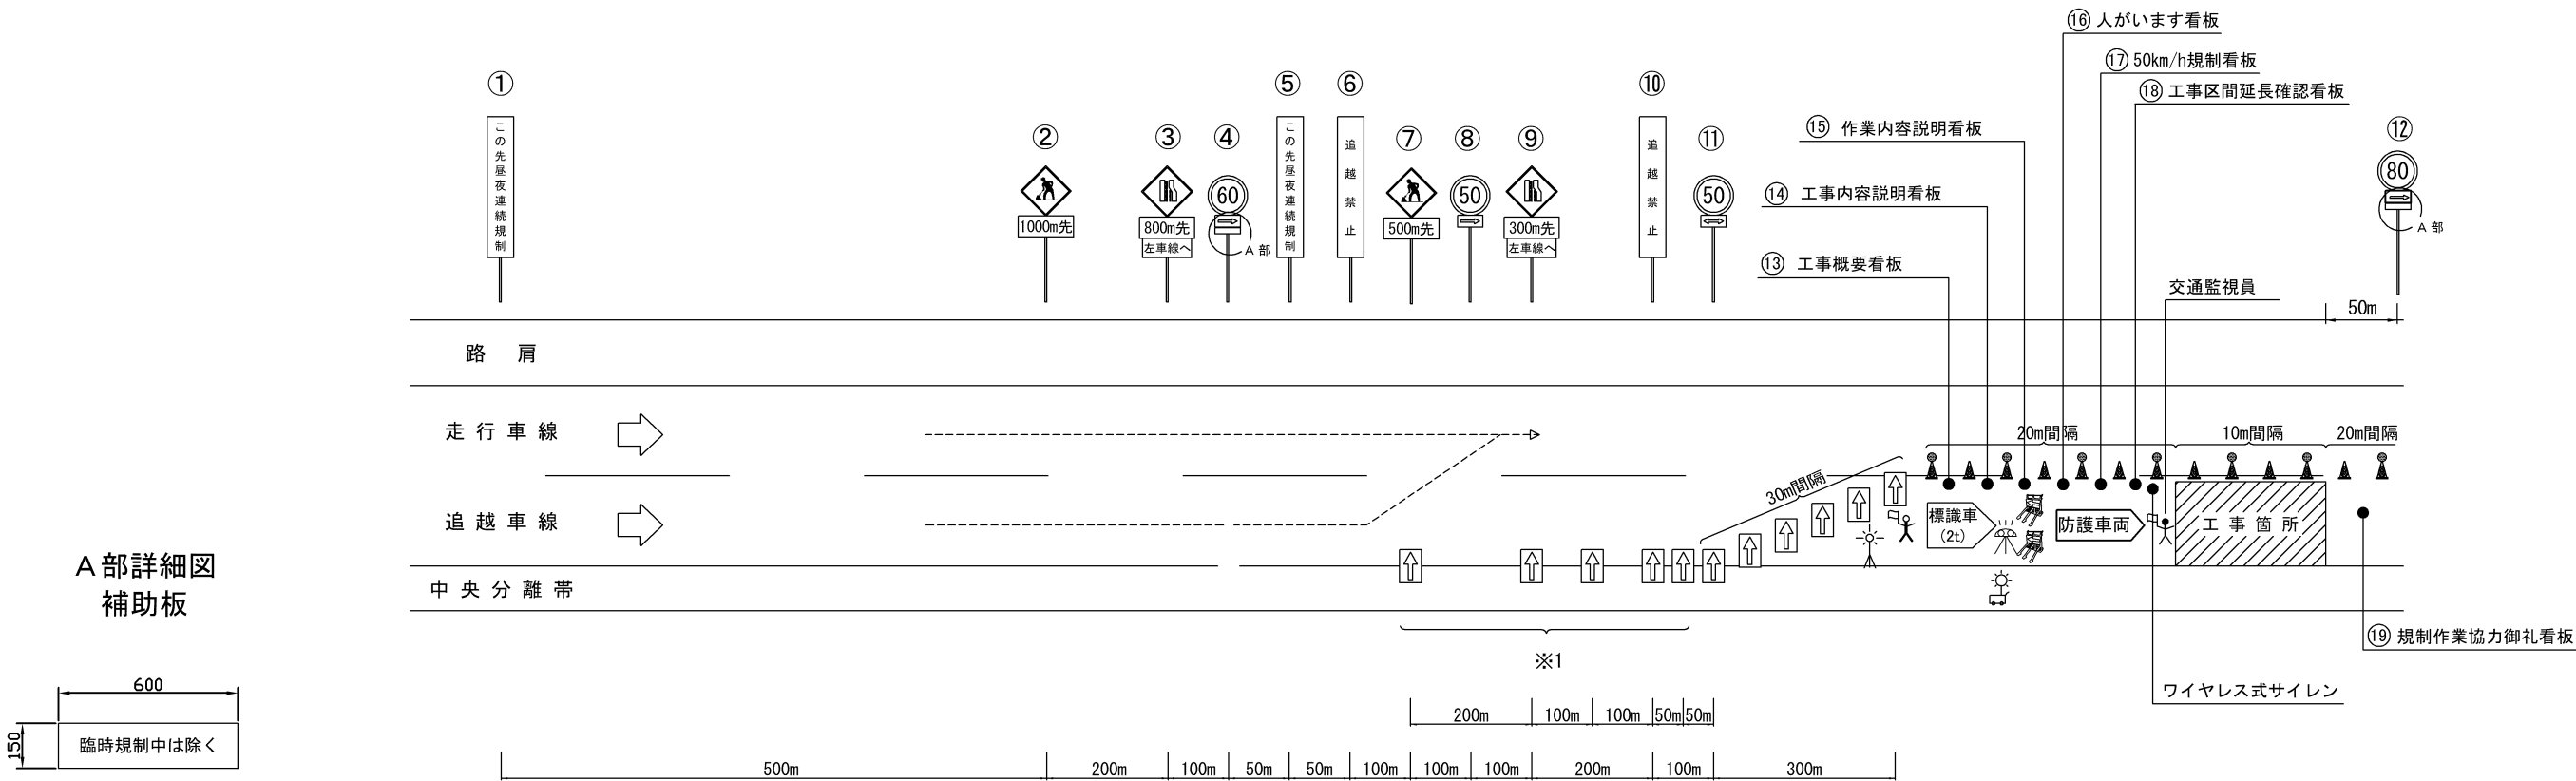 ⑯ 人がいます看板
⑰ 50km/h規制看板
⑱ 工事区間延長確認看板
① ⑤ ⑥ ⑩
⑮ 作業内容説明看板
② ③ ④ ⑦ ⑧ ⑨ ⑪ ⑫
この先昼夜連続規制
この先昼夜連続規制
追越禁止
追越禁止
1000m先
800m先
左車線へ
60
A 部
500m先
50
300m先
左車線へ
50
80
A 部
⑭ 工事内容説明看板
⑬ 工事概要看板
交通監視員
50m
路 肩
走 行 車 線
20m間隔 10m間隔 20m間隔
30m間隔
追 越 車 線
標識車
(2t)
防護車両
工 事 箇 所
中 央 分 離 帯
A部詳細図
補助板
⑲ 規制作業協力御礼看板
※1
ワイヤレス式サイレン
600
150
臨時規制中は除く
200m 100m 100m 50m 50m
500m 200m 100m 50m 50m 100m 100m 100m 200m 100m 300m